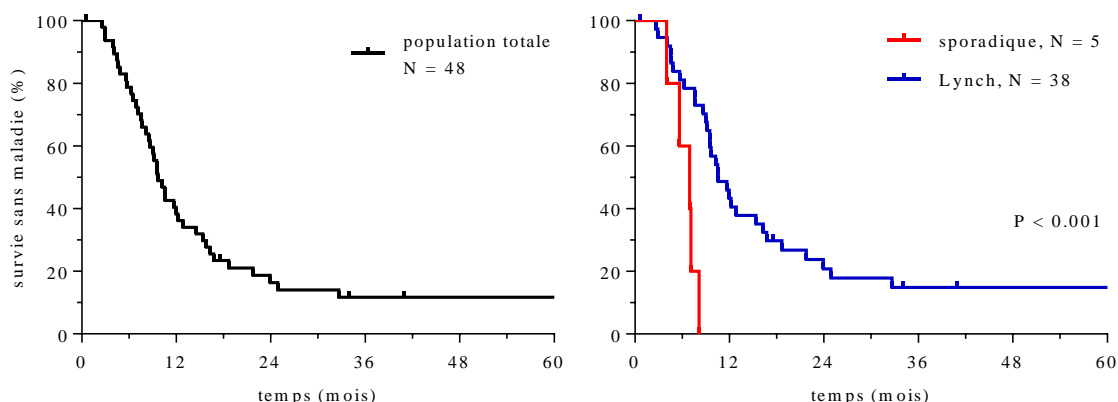 100
80
60
40
20
0
survie sans maladie (%)
population totale
N = 48
0 12 24 36 48 60
temps (mois)
100
80
60
40
20
0
sporadique, N = 5
Lynch, N = 38
P < 0.001
0 12 24 36 48 60
temps (mois)